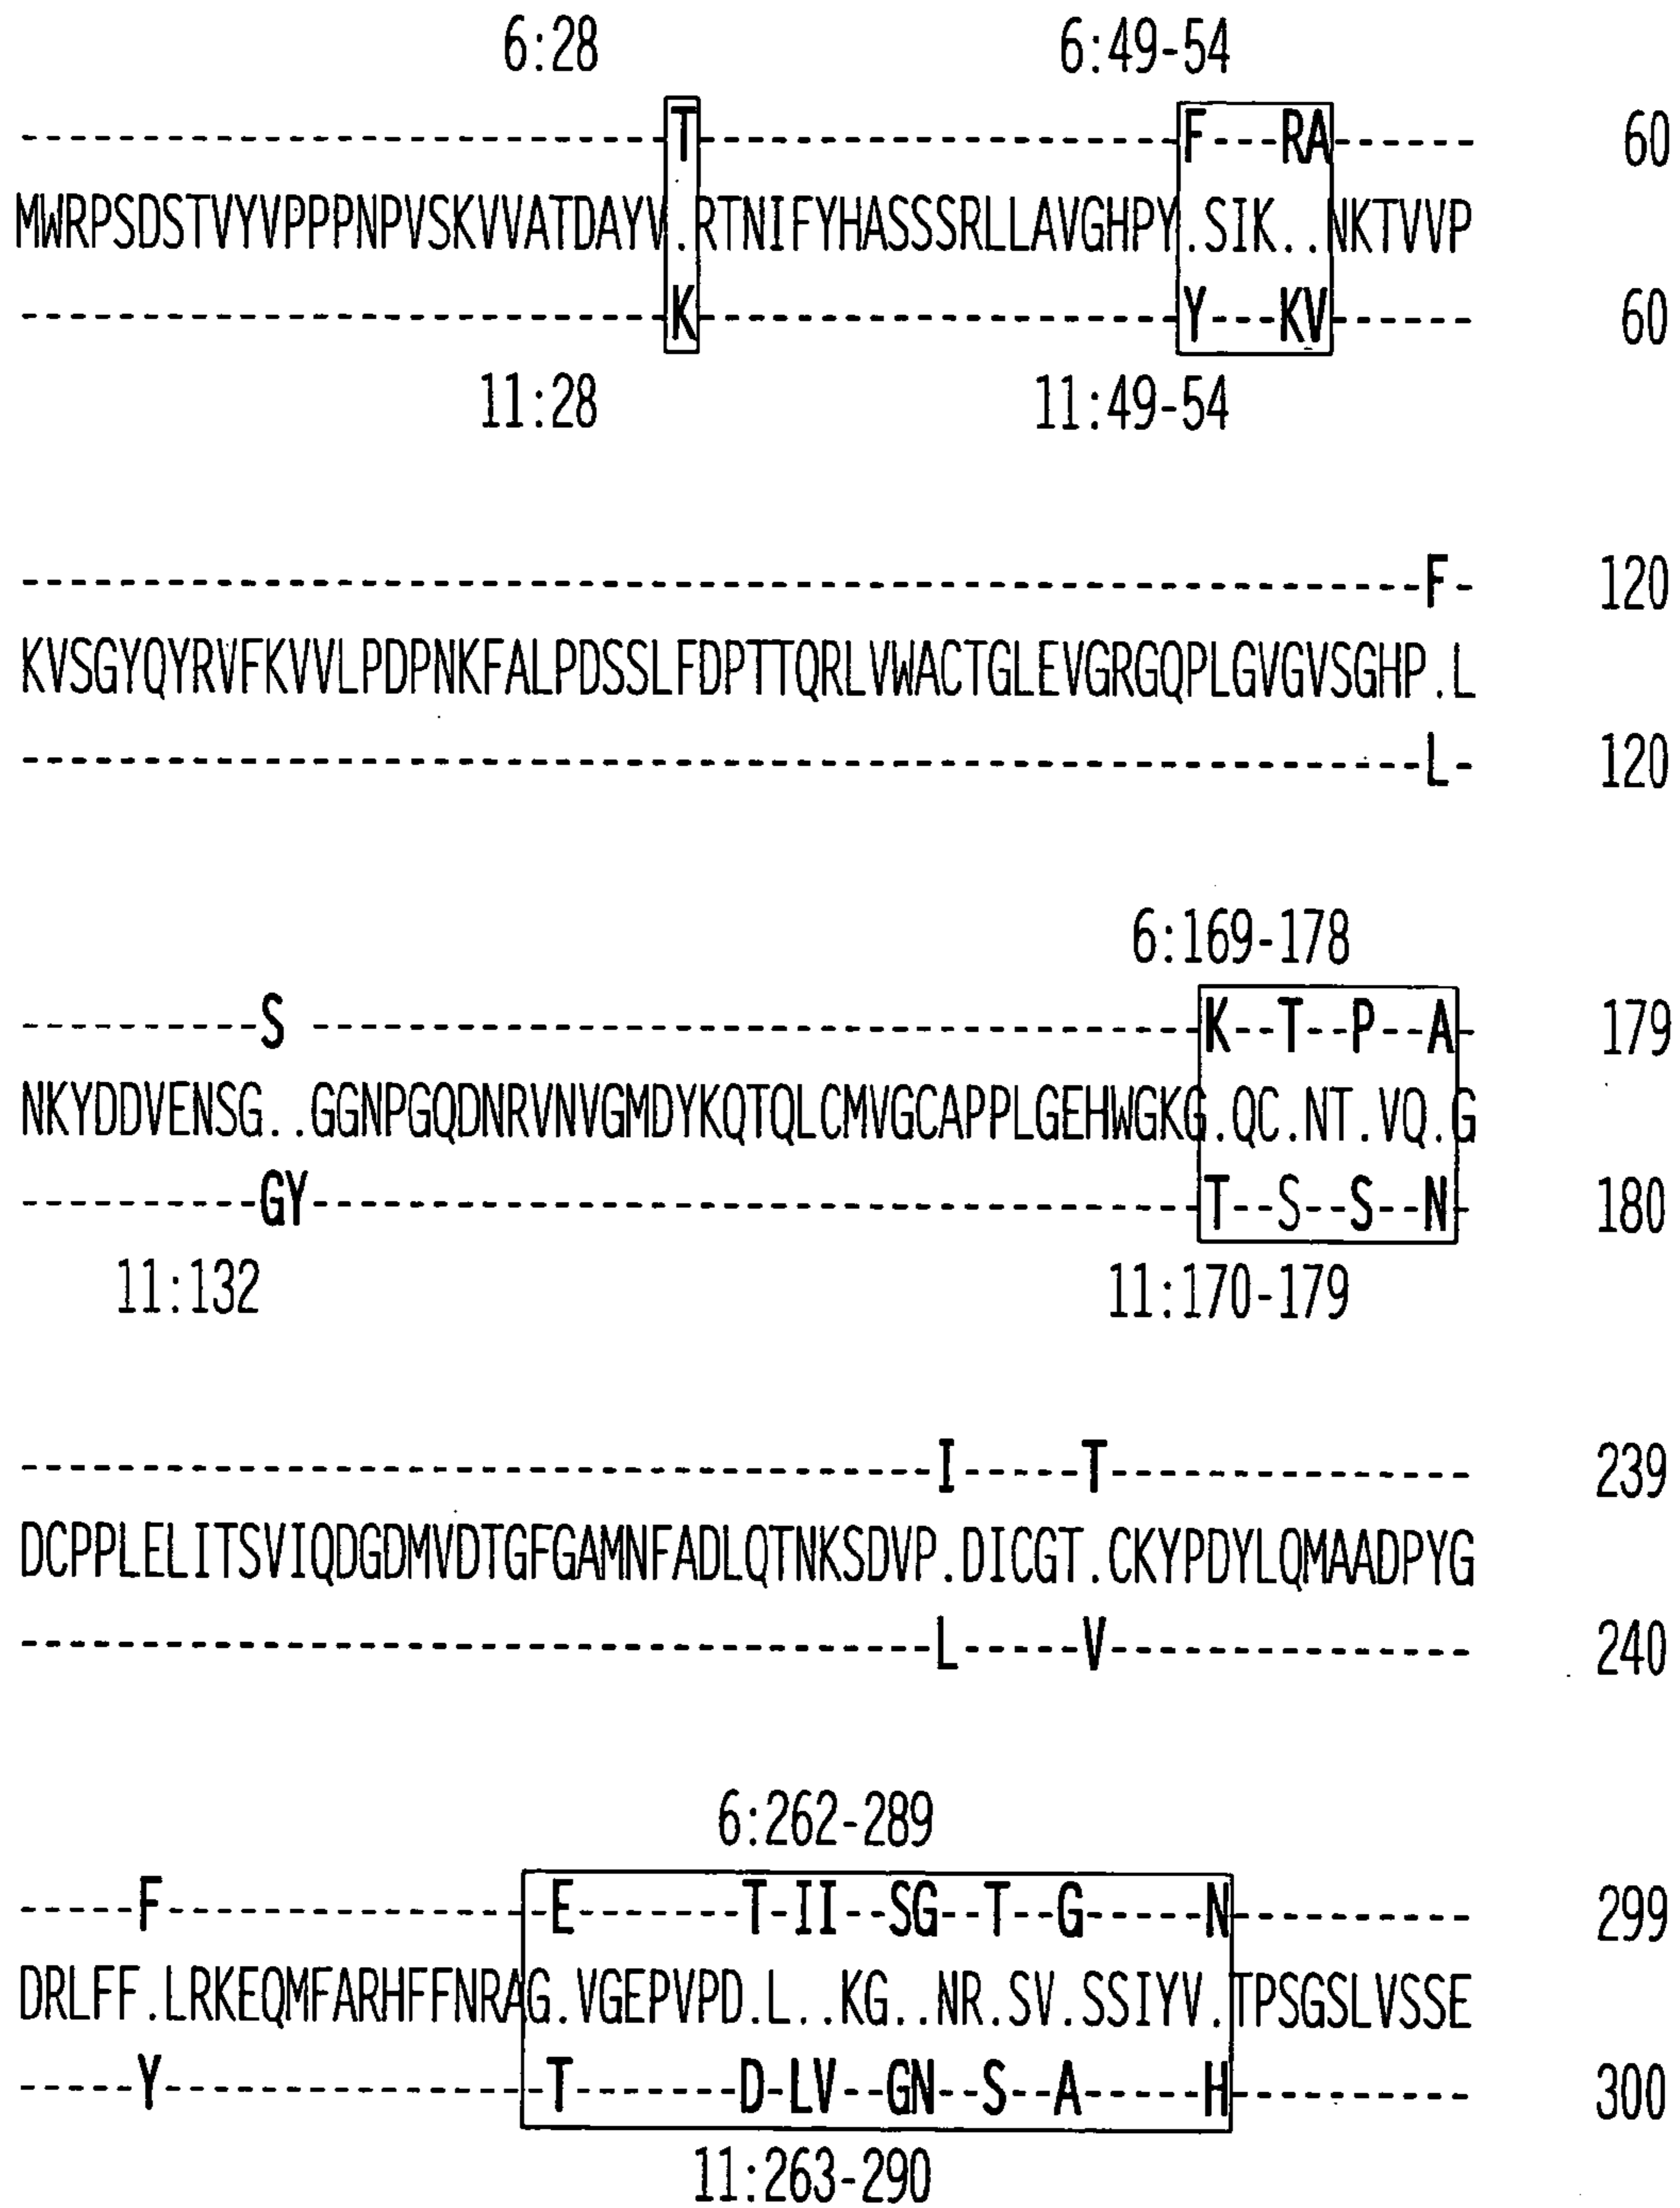 6:28 6:49-54
---------------------------T--------------------F---RA------ 60
MWRPSDSTVYVPPPNPVSKVVATDAYV.RTNIFYHASSSRLLAVGHPY.SIK..NKTVVP
---------------------------K--------------------Y---KV------ 60
11:28 11:49-54
----------------------------------------------------------F- 120
KVSGYQYRVFKVVLPDPNKFALPDSSLFDPTTQRLVWACTGLEVGRGQPLGVGVSGHP.L
----------------------------------------------------------L- 120
6:169-178
----------S -------------------------------------K--T--P--A- 179
NKYDDVENSG..GGNPGQDNRVNVGMDYKQTQLCMVGCAPPLGEHWGKG.QC.NT.VQ.G
----------GY-------------------------------------T--S--S--N- 180
11:132 11:170-179
--------------------------------------I-----T--------------- 239
DCPPLELITSVIQDGDMVDTGFGAMNFADLQTNKSDVP.DICGT.CKYPDYLQMAADPYG
--------------------------------------L-----V--------------- 240
6:262-289
-----F----------------E-------T-II--SG--T--G-----N---------- 299
DRLFF.LRKEQMFARHFFNRAG.VGEPVPD.L..KG..NR.SV.SSIYV.TPSGSLVSSE
-----Y----------------T-------D-LV--GN--S--A-----H---------- 300
11:263-290